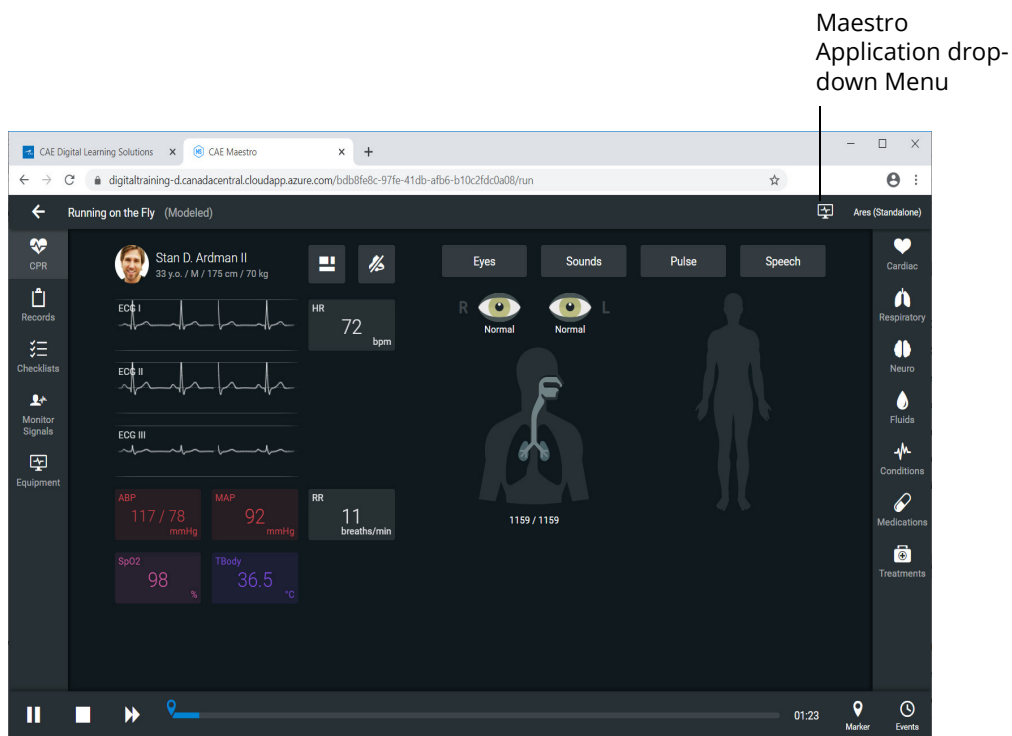 Maestro
Application drop-
down Menu
CAE Digital Learning Solutions
CAE Maestro
digitaltraining-d.canadacentral.cloudapp.azure.com/bdb8fe8c-97fe-41db-afb6-b10c2fdc0a08/run
Running on the Fly (Modeled)
Ares (Standalone)
CPR
Records
Checklists
Monitor
Signals
Equipment
Stan D. Ardman II
33 y.o. / M / 175 cm / 70 kg
ECG I
HR
72
bpm
ECG II
ECG III
ABP
117 / 78
mmHg
MAP
92
mmHg
RR
11
breaths/min
SpO2
98
%
TBody
36.5
°C
Eyes
Sounds
Pulse
Speech
R
L
Normal
Normal
1159 / 1159
Cardiac
Respiratory
Neuro
Fluids
Conditions
Medications
Treatments
01:23
Marker
Events